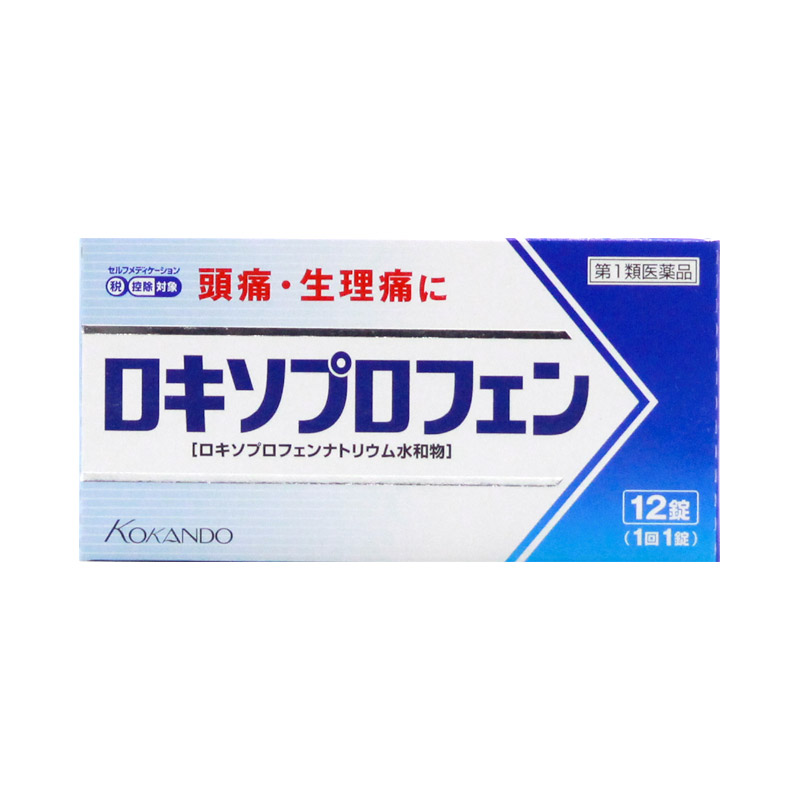 セルフメディケーション
税 控除 対象
頭痛・生理痛に
第1類医薬品
ロキソプロフェン
[ロキソプロフェンナトリウム水和物]
KOKANDO
12錠
(1回1錠)